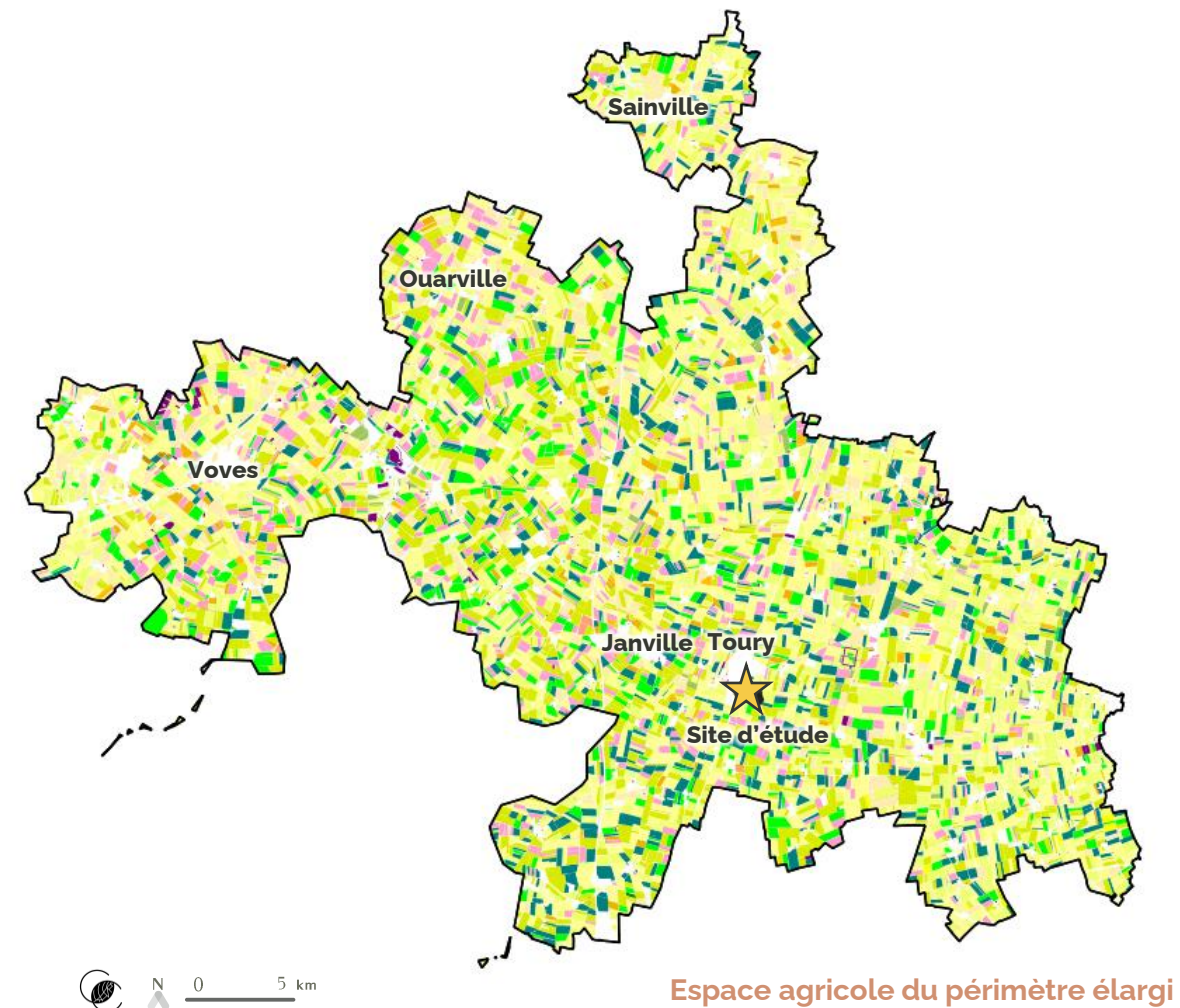 Sainville
Ouarville
Voves
Janville Toury
Site d'étude
N 0 5 km
Espace agricole du périmètre élargi